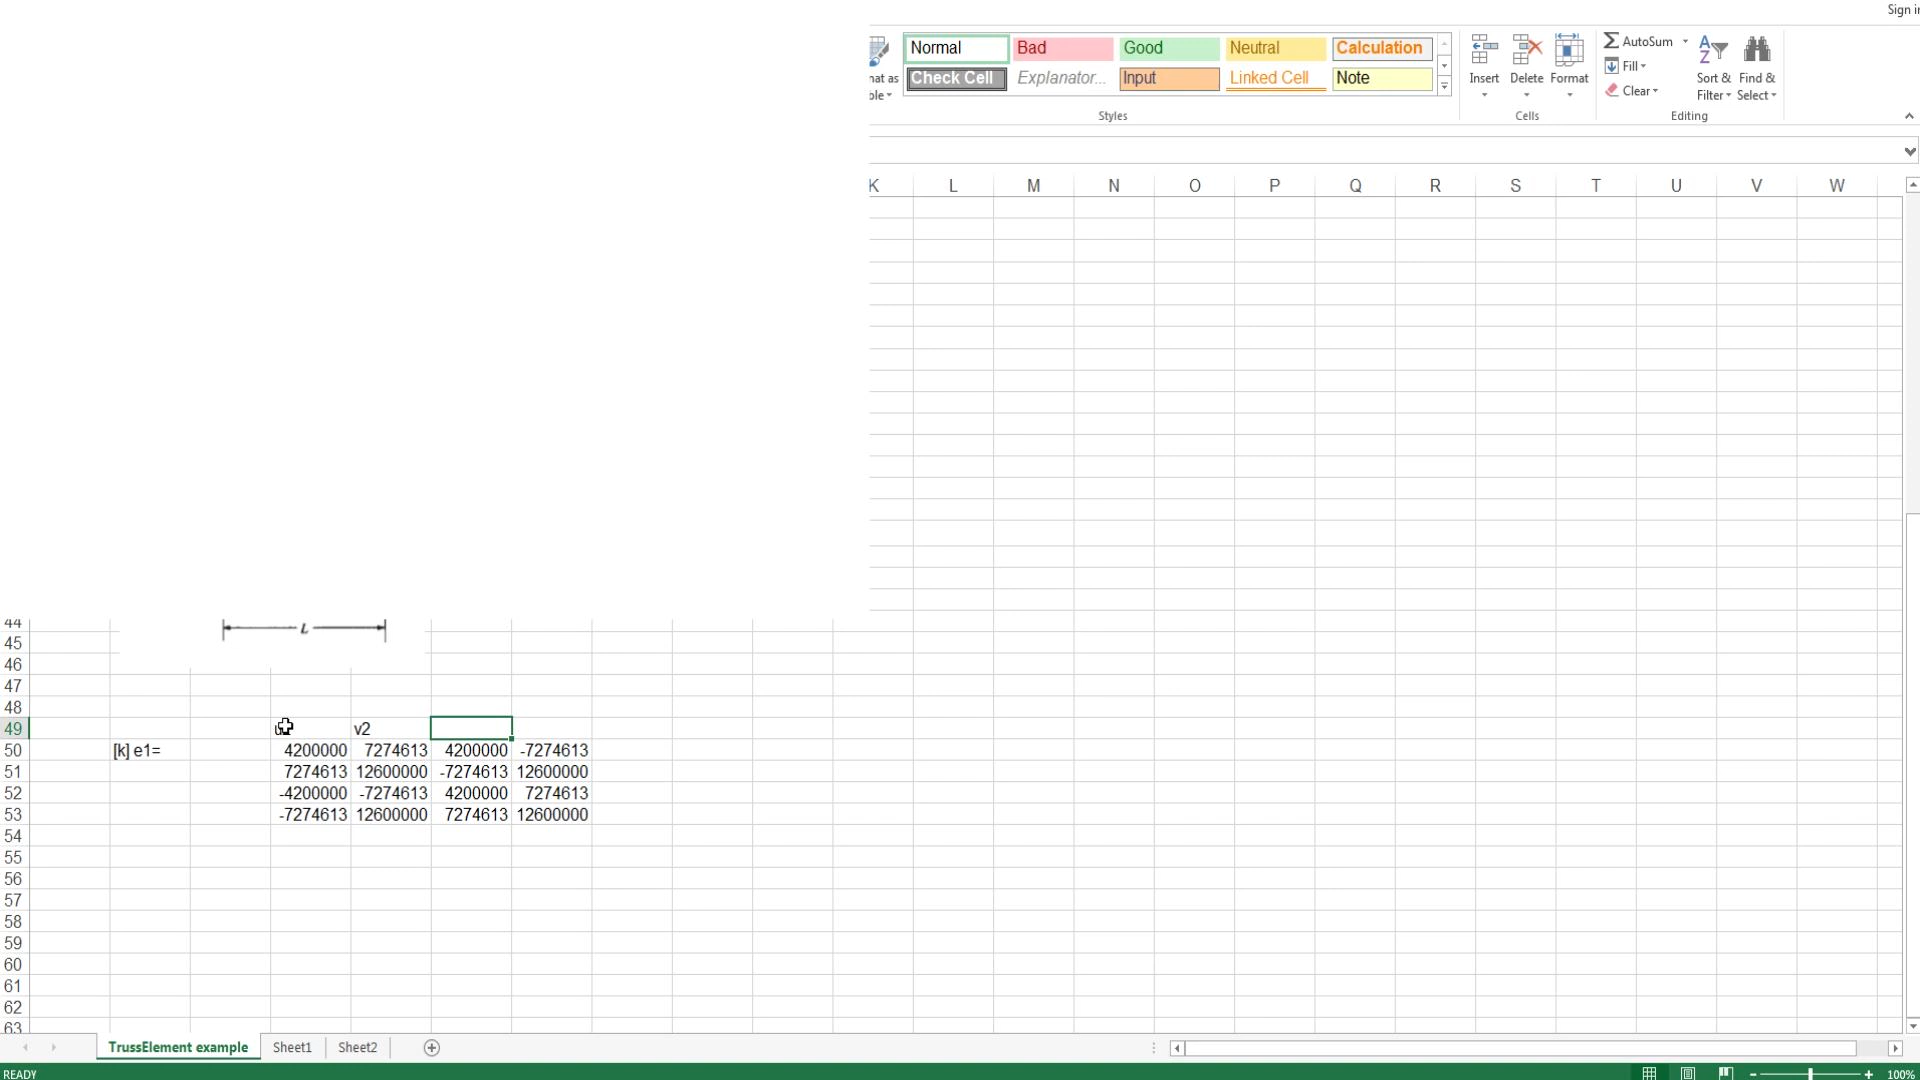 Sign i
Normal Bad Good Neutral Calculation
Check Cell Explanator... Input Linked Cell Note
nat as
ble
Styles
Insert Delete Format
Cells
AutoSum
Fill
Clear
Sort & Filter
Find & Select
Editing
K L M N O P Q R S T U V W
44
L
45
46
47
48
49 v2
50 [k] e1= 4200000 7274613 4200000 -7274613
51 7274613 12600000 -7274613 12600000
52 -4200000 -7274613 4200000 7274613
53 -7274613 12600000 7274613 12600000
54
55
56
57
58
59
60
61
62
63
TrussElement example Sheet1 Sheet2
READY 100%